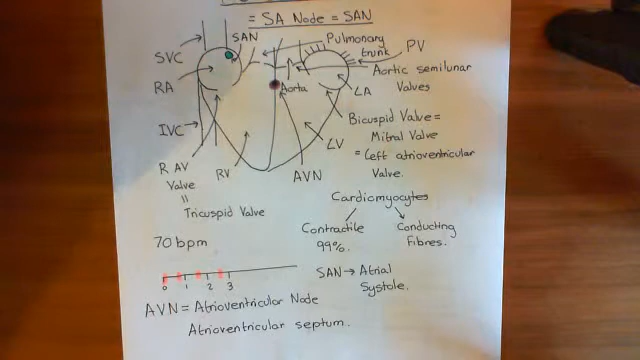 = SA Node = SAN
SAN
Pulmonary
trunk
PV
SVC
Aortic semilunar
Valves
RA
Aorta
LA
Bicuspid Valve =
Mitral Valve
= Left atrioventricular
Valve.
IVC
LV
R AV
Valve
=
Tricuspid Valve
RV
AVN
Cardiomyocytes
Contractile
99%.
Conducting
Fibres.
70 bpm
0 1 2 3
SAN → Atrial
Systole.
AVN = Atrioventricular Node
Atrioventricular septum.